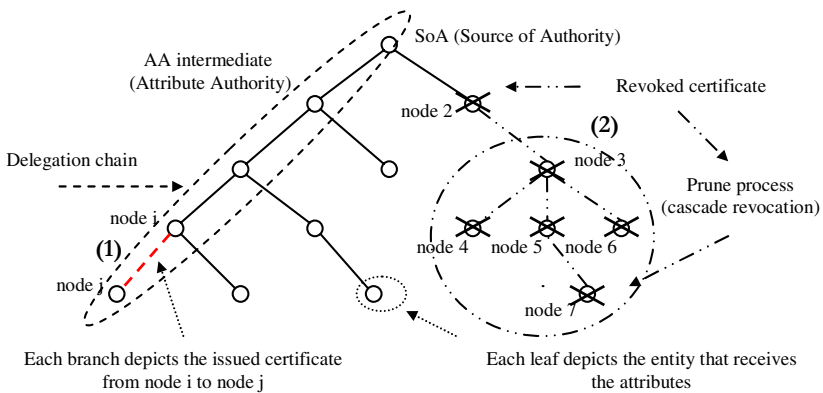 SoA (Source of Authority)
AA intermediate
(Attribute Authority)
Revoked certificate
node 2
(2)
node 3
Delegation chain
Prune process
(cascade revocation)
node i
(1)
node 4
node 5
node 6
node j
node 7
Each branch depicts the issued certificate
from node i to node j
Each leaf depicts the entity that receives
the attributes